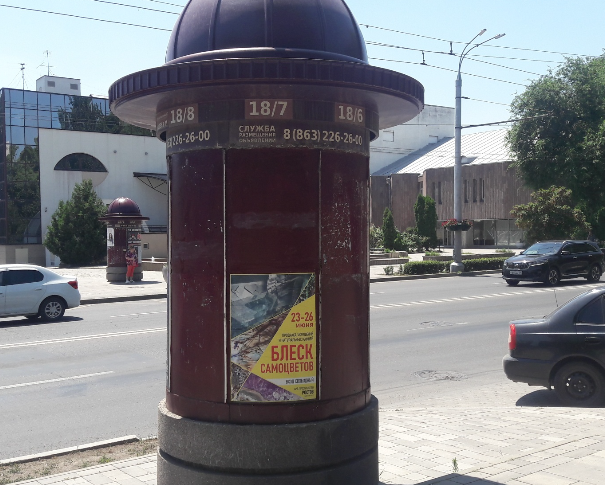 18/8 18/7 18/6
226-26-00 СЛУЖБА 8(863)226-26-00
РАЗМЕЩЕНИЯ
ОБЪЯВЛЕНИЙ
23-26
ИЮНЯ
БЛЕСК
САМОЦВЕТОВ